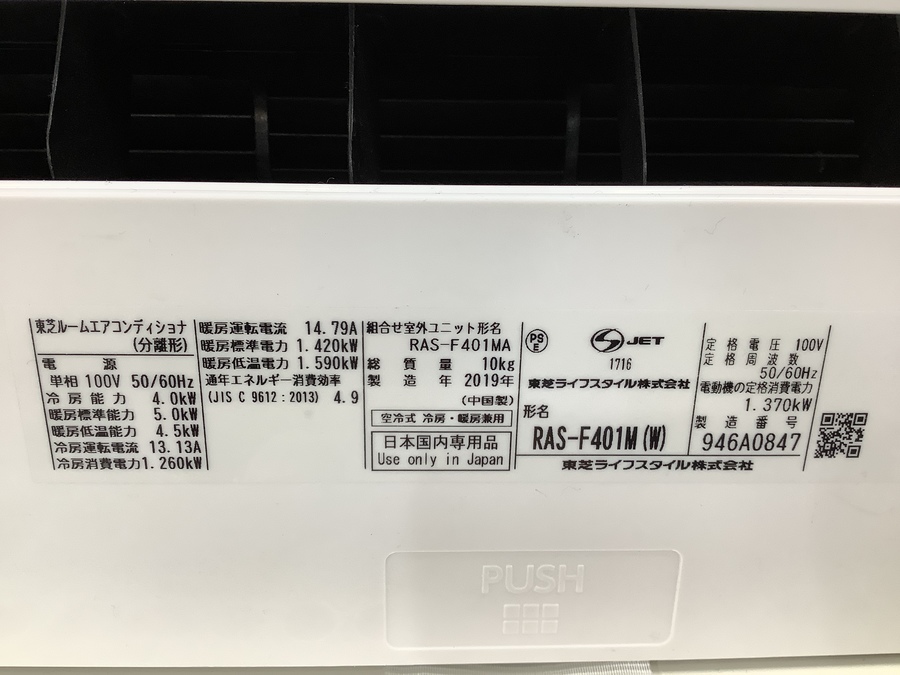 東芝ルームエアコンディショナ
(分離形)
電源
単相 100V 50/60Hz
冷房能力 4.0kW
暖房標準能力 5.0kW
暖房低温能力 4.5kW
冷房運転電流 13.13A
冷房消費電力1.260kW
暖房運転電流 14.79A
暖房標準電力 1.420kW
暖房低温電力 1.590kW
通年エネルギー消費効率
(JIS C 9612:2013) 4.9
組合せ室外ユニット形名
RAS-F401MA
総質量 10kg
製造年 2019年
(中国製)
空冷式 冷房・暖房兼用
日本国内専用品
Use only in Japan
PS
E
JET
1716
東芝ライフスタイル株式会社
形名
RAS-F401M(W)
定格電圧 100V
定格周波数
50/60Hz
電動機の定格消費電力
1.370kW
製造番号
946A0847
東芝ライフスタイル株式会社
PUSH